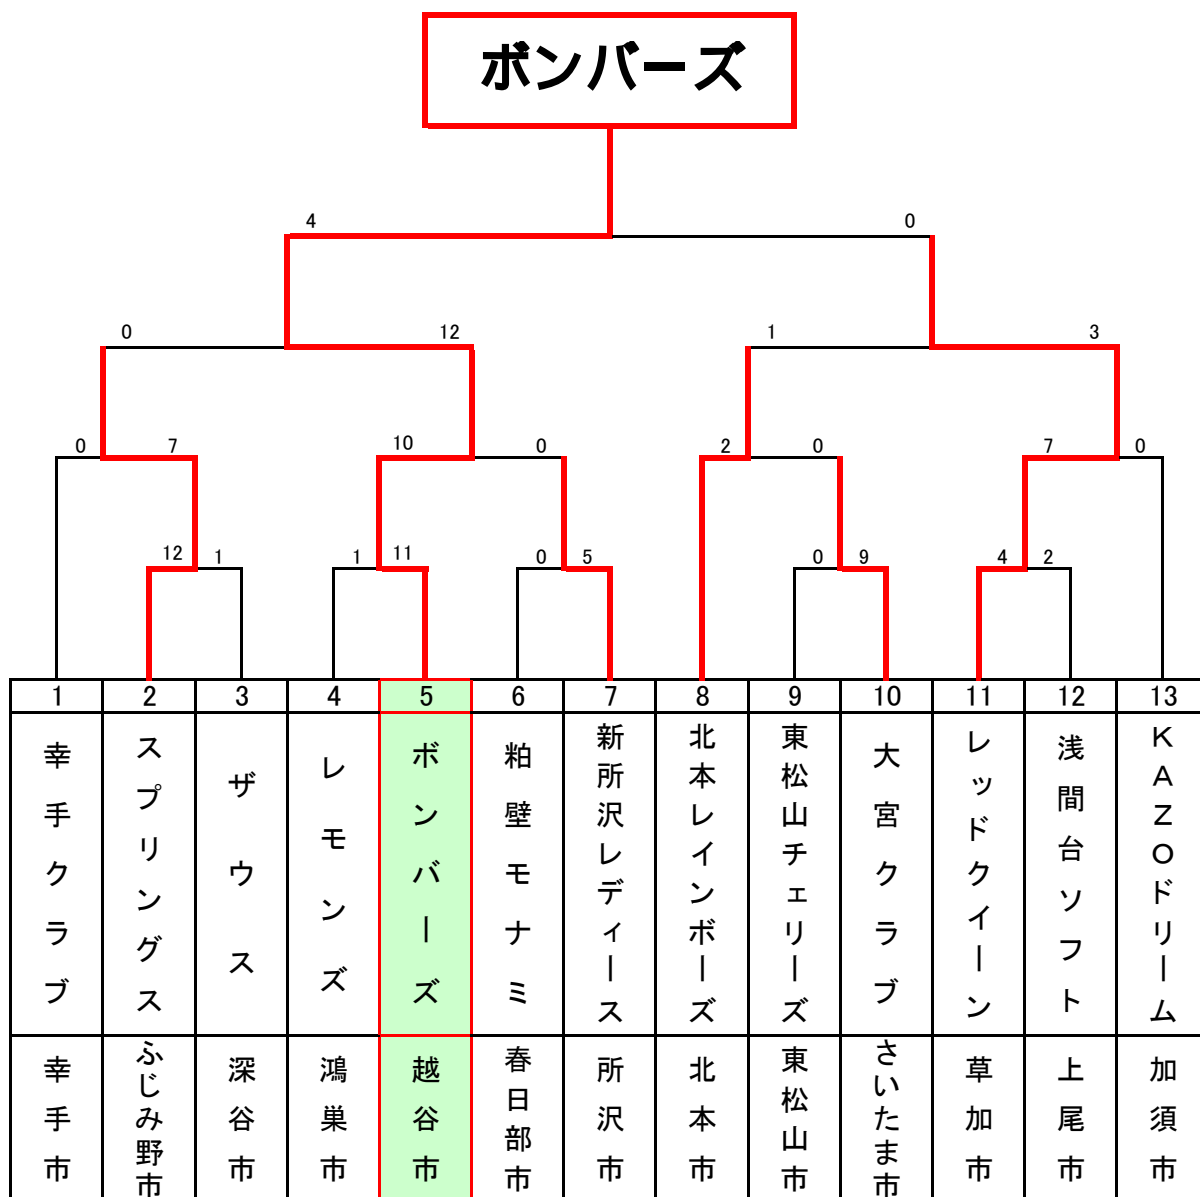 ボンバーズ
4 0
0 12 1 3
0 7 10 0 2 0 7 0
12 1 1 11 0 5 0 9 4 2
1 2 3 4 5 6 7 8 9 10 11 12 13
幸手クラブ
スプリングス
ザウス
レモンズ
ボンバーズ
粕壁モナミ
新所沢レディース
北本レインボーズ
東松山チェリーズ
大宮クラブ
レッドクイーン
浅間台ソフト
KAZOドリーム
幸手市
ふじみ野市
深谷市
鴻巣市
越谷市
春日部市
所沢市
北本市
東松山市
さいたま市
草加市
上尾市
加須市